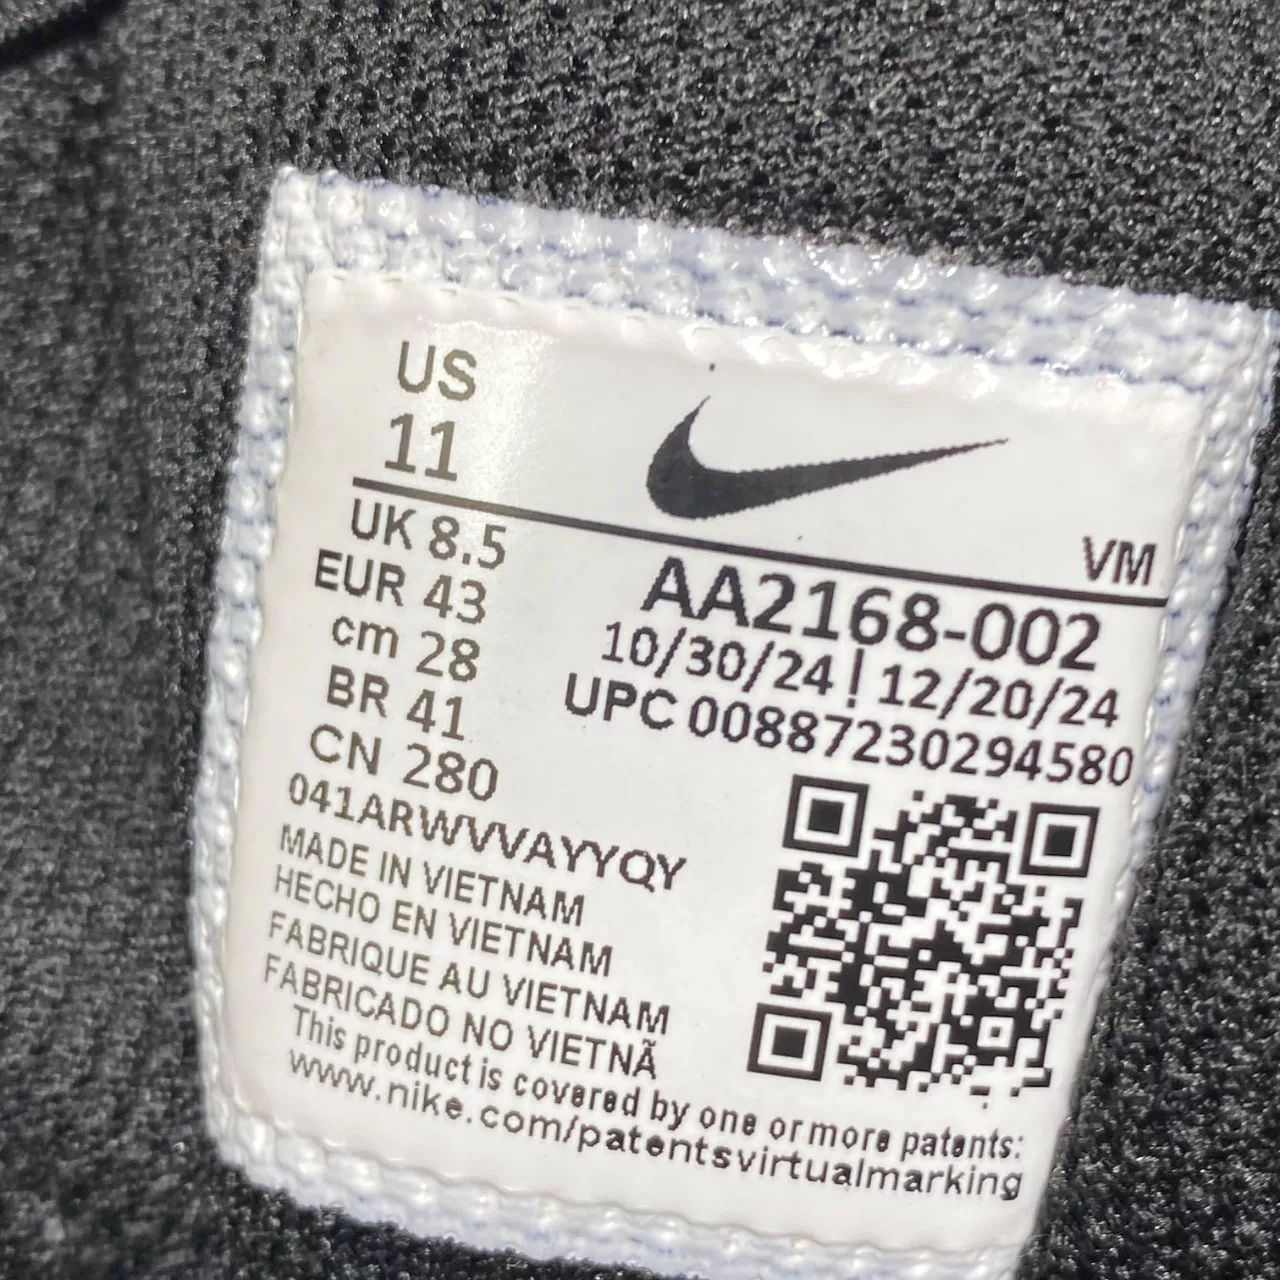 US
11
VM
UK 8.5
EUR 43
cm 28
BR 41
CN 280
AA2168-002
10/30/24 ¦ 12/20/24
UPC 00887230294580
041ARWVVAYYQY
MADE IN VIETNAM
HECHO EN VIETNAM
FABRIQUE AU VIETNAM
FABRICADO NO VIETNÃ
This product is covered by one or more patents:
www.nike.com/patentsvirtualmarking